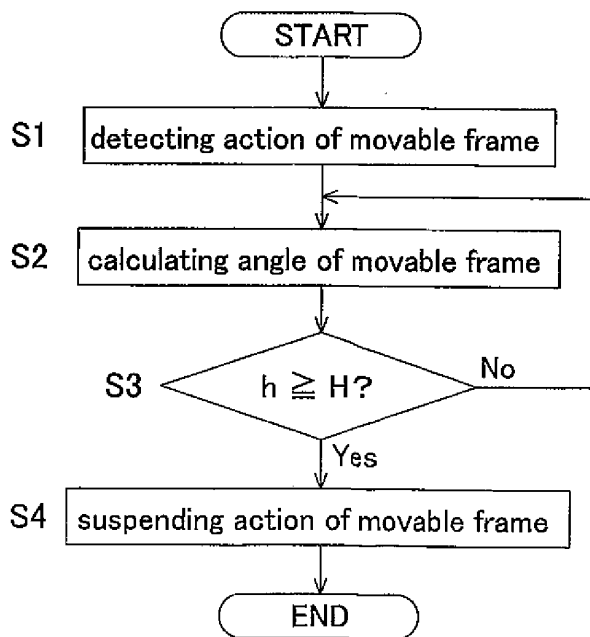 START
S1 detecting action of movable frame
S2 calculating angle of movable frame
S3 h ≧ H? No
Yes
S4 suspending action of movable frame
END